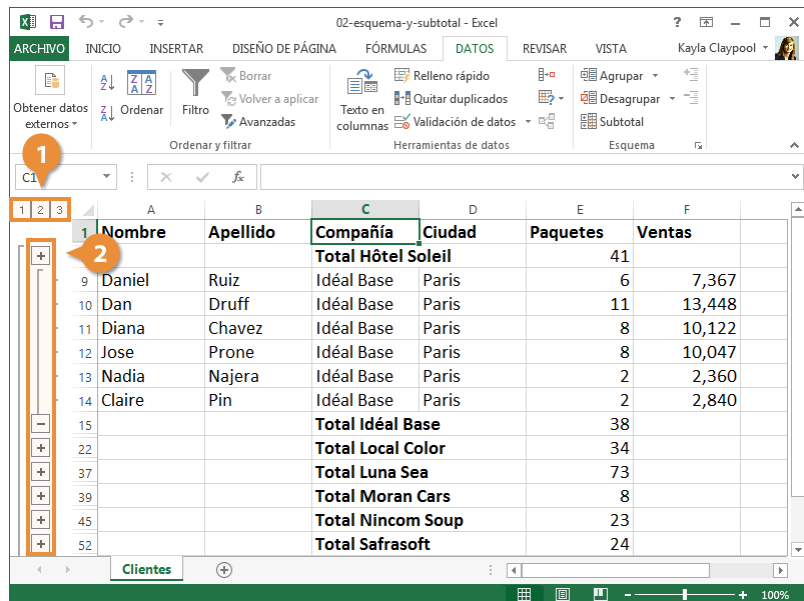 02-esquema-y-subtotal - Excel
?
ARCHIVO INICIO INSERTAR DISEÑO DE PÁGINA FÓRMULAS DATOS REVISAR VISTA Kayla Claypool
Obtener datos externos
Ordenar
Filtro
Borrar
Volver a aplicar
Avanzadas
Ordenar y filtrar
Texto en columnas
Relleno rápido
Quitar duplicados
Validación de datos
Herramientas de datos
Agrupar
Desagrupar
Subtotal
Esquema
1
C1
fx
1 2 3 A B C D E F
1 Nombre Apellido Compañía Ciudad Paquetes Ventas
2
Total Hôtel Soleil 41
9 Daniel Ruiz Idéal Base Paris 6 7,367
10 Dan Druff Idéal Base Paris 11 13,448
11 Diana Chavez Idéal Base Paris 8 10,122
12 Jose Prone Idéal Base Paris 8 10,047
13 Nadia Najera Idéal Base Paris 2 2,360
14 Claire Pin Idéal Base Paris 2 2,840
15 Total Idéal Base 38
22 Total Local Color 34
37 Total Luna Sea 73
39 Total Moran Cars 8
45 Total Nincom Soup 23
52 Total Safrasoft 24
Clientes
100%